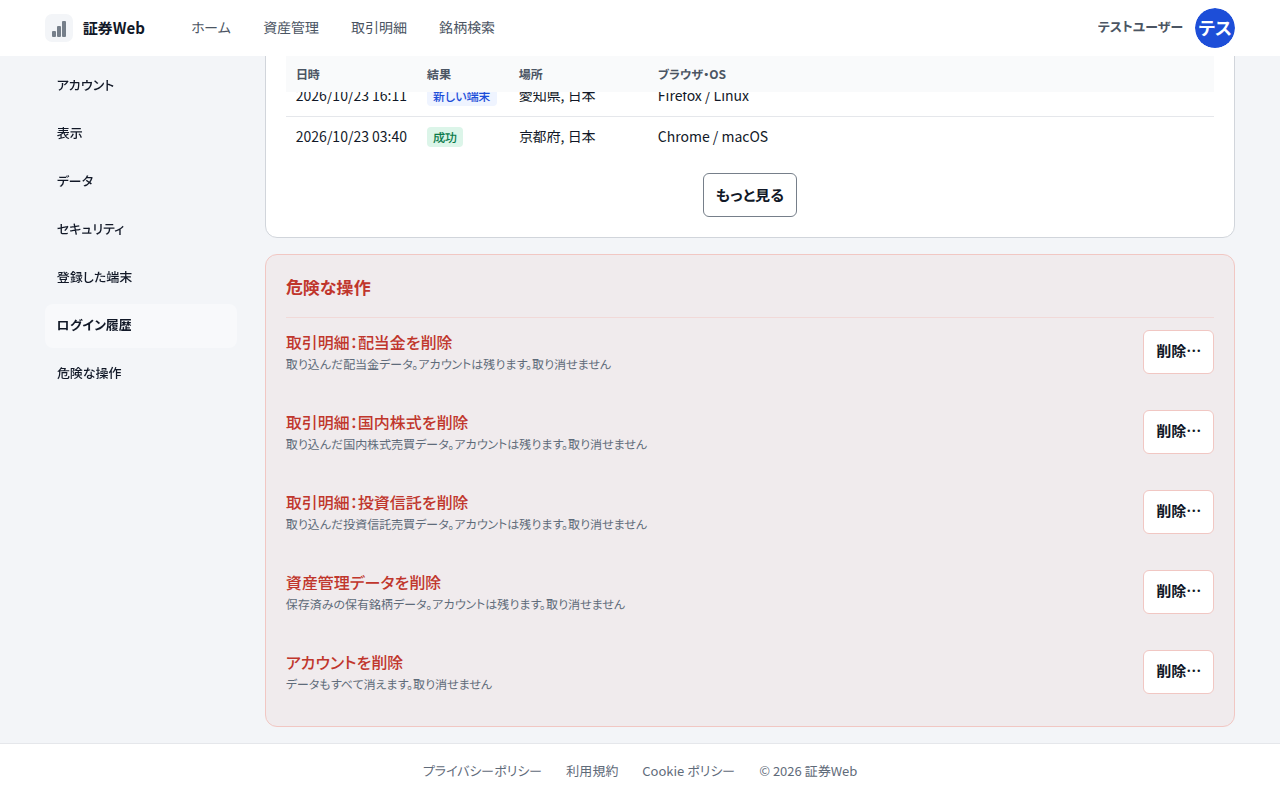 証券Web
ホーム 資産管理 取引明細 銘柄検索
テストユーザー テス
アカウント
表示
データ
セキュリティ
登録した端末
ログイン履歴
危険な操作
日時 結果 場所 ブラウザ・OS
2026/10/23 16:11 新しい端末 愛知県, 日本 Firefox / Linux
2026/10/23 03:40 成功 京都府, 日本 Chrome / macOS
もっと見る
危険な操作
取引明細：配当金を削除
取り込んだ配当金データ。アカウントは残ります。取り消せません
削除…
取引明細：国内株式を削除
取り込んだ国内株式売買データ。アカウントは残ります。取り消せません
削除…
取引明細：投資信託を削除
取り込んだ投資信託売買データ。アカウントは残ります。取り消せません
削除…
資産管理データを削除
保存済みの保有銘柄データ。アカウントは残ります。取り消せません
削除…
アカウントを削除
データもすべて消えます。取り消せません
削除…
プライバシーポリシー 利用規約 Cookie ポリシー © 2026 証券Web